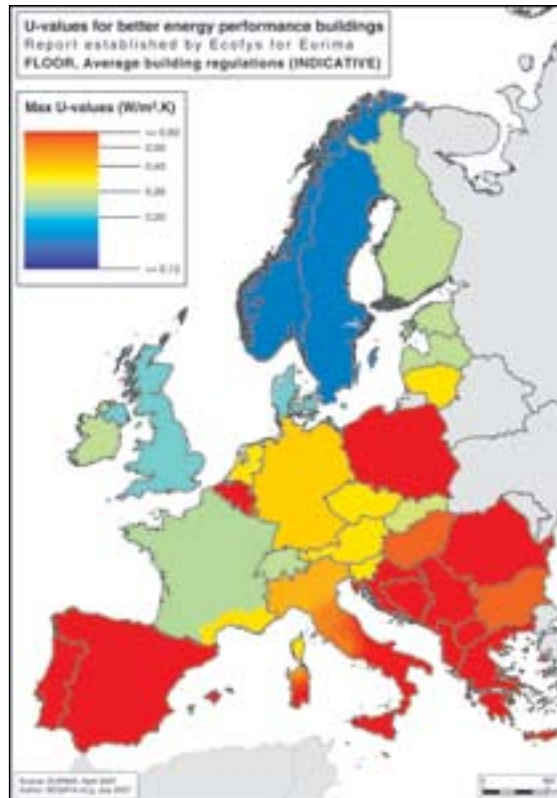 U-values for better energy performance buildings
Report established by Ecofys for Eurima
FLOOR, Average building regulations (INDICATIVE)
Max U-values (W/m².K)
0,50
0,40
0,30
0,20
<= 0,10
0